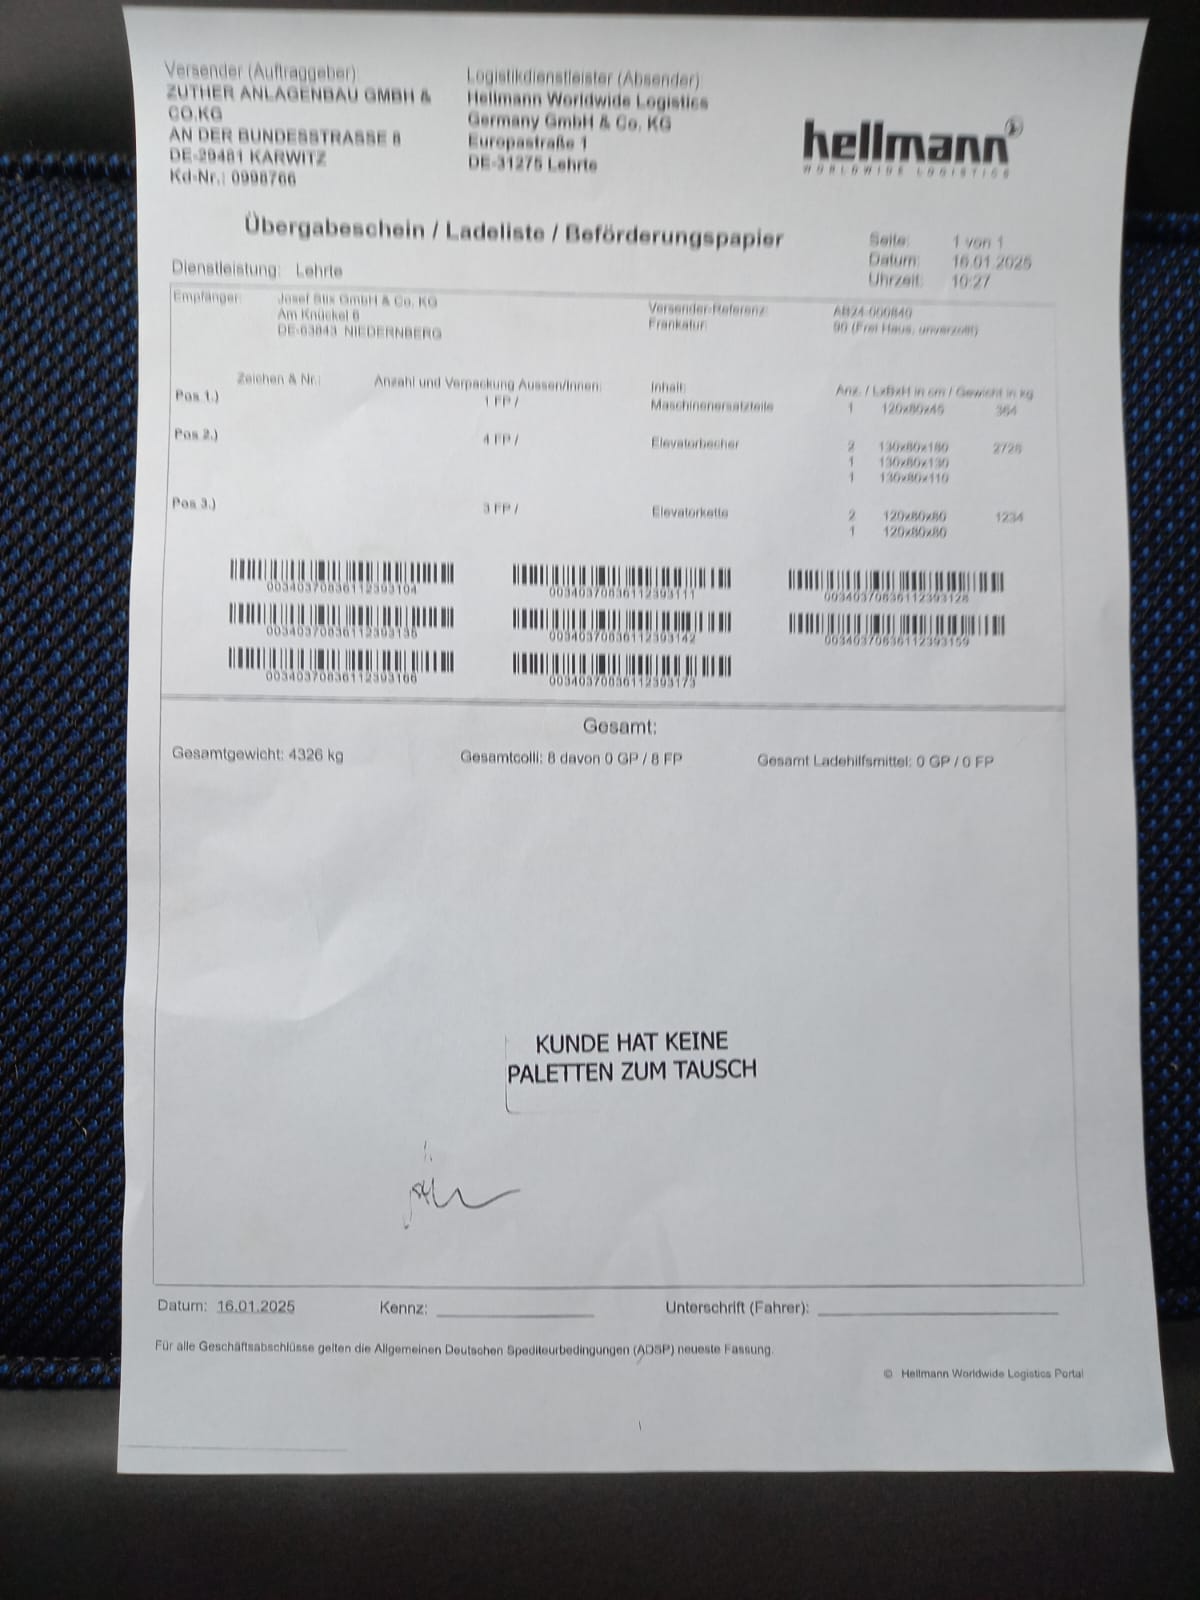 Versender (Auftraggeber)
ZUTHER ANLAGENBAU GMBH &
CO.KG
AN DER BUNDESSTRASSE 8
DE-29481 KARWITZ
Kd-Nr.: 0998766
Logistikdienstleister (Absender)
Hellmann Worldwide Logistics
Germany GmbH & Co. KG
Europastraße 1
DE-31275 Lehrte
hellmann
WORLDWIDE LOGISTICS
Übergabeschein / Ladeliste / Beförderungspapier
Seite: 1 von 1
Datum: 16.01.2025
Uhrzeit: 10:27
Dienstleistung: Lehrte
Empfänger: Josef Stix GmbH & Co. KG
Am Knückel 6
DE-63843 NIEDERNBERG
Versender-Referenz: AB24-000840
Frankatur: 90 (Frei Haus, unverzollt)
Zeichen & Nr.: Anzahl und Verpackung Aussen/Innen: Inhalt: Anz. / LxBxH in cm / Gewicht in kg
Pos 1.) 1 FP / Maschinenersatzteile 1 120x80x45 364
Pos 2.) 4 FP / Elevatorbecher 2 130x80x180 2728
1 130x80x130
1 130x80x110
Pos 3.) 3 FP / Elevatorkette 2 120x80x80 1234
1 120x80x80
00340370836112393104 00340370836112393111 00340370836112393128
00340370836112393135 00340370836112393142 00340370836112393159
00340370836112393166 00340370836112393173
Gesamt:
Gesamtgewicht: 4326 kg Gesamtcolli: 8 davon 0 GP / 8 FP Gesamt Ladehilfsmittel: 0 GP / 0 FP
KUNDE HAT KEINE
PALETTEN ZUM TAUSCH
Datum: 16.01.2025 Kennz: Unterschrift (Fahrer):
Für alle Geschäftsabschlüsse gelten die Allgemeinen Deutschen Spediteurbedingungen (ADSP) neueste Fassung.
© Hellmann Worldwide Logistics Portal